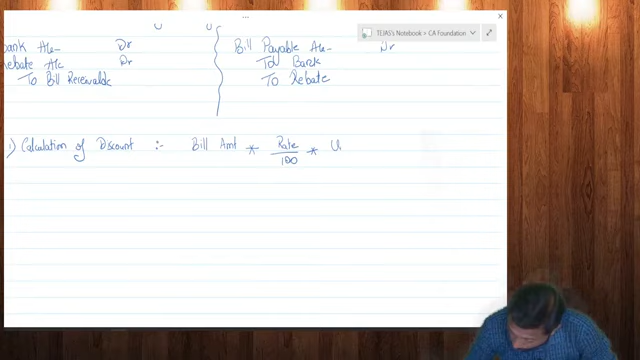 ...
TEJAS's Notebook > CA Foundation
Bank A/c Dr
Rebate A/c Dr
To Bill Receivable
Bill Payable A/c Dr
To Bank
To Rebate
1) Calculation of Discount :- Bill Amt * Rate/100 * U